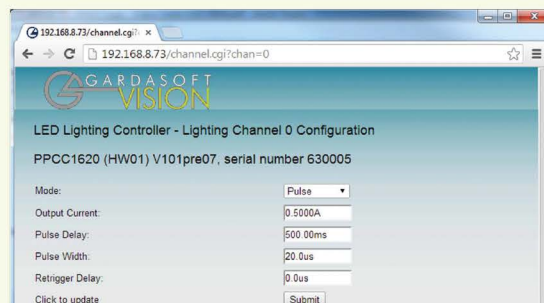 192.168.8.73/channel.cgi?
192.168.8.73/channel.cgi?chan=0
GARDASOFT
VISION
LED Lighting Controller - Lighting Channel 0 Configuration
PPCC1620 (HW01) V101pre07, serial number 630005
Mode: Pulse
Output Current: 0.5000A
Pulse Delay: 500.00ms
Pulse Width: 20.0us
Retrigger Delay: 0.0us
Click to update Submit